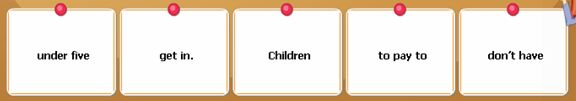 under five
get in.
Children
to pay to
don't have